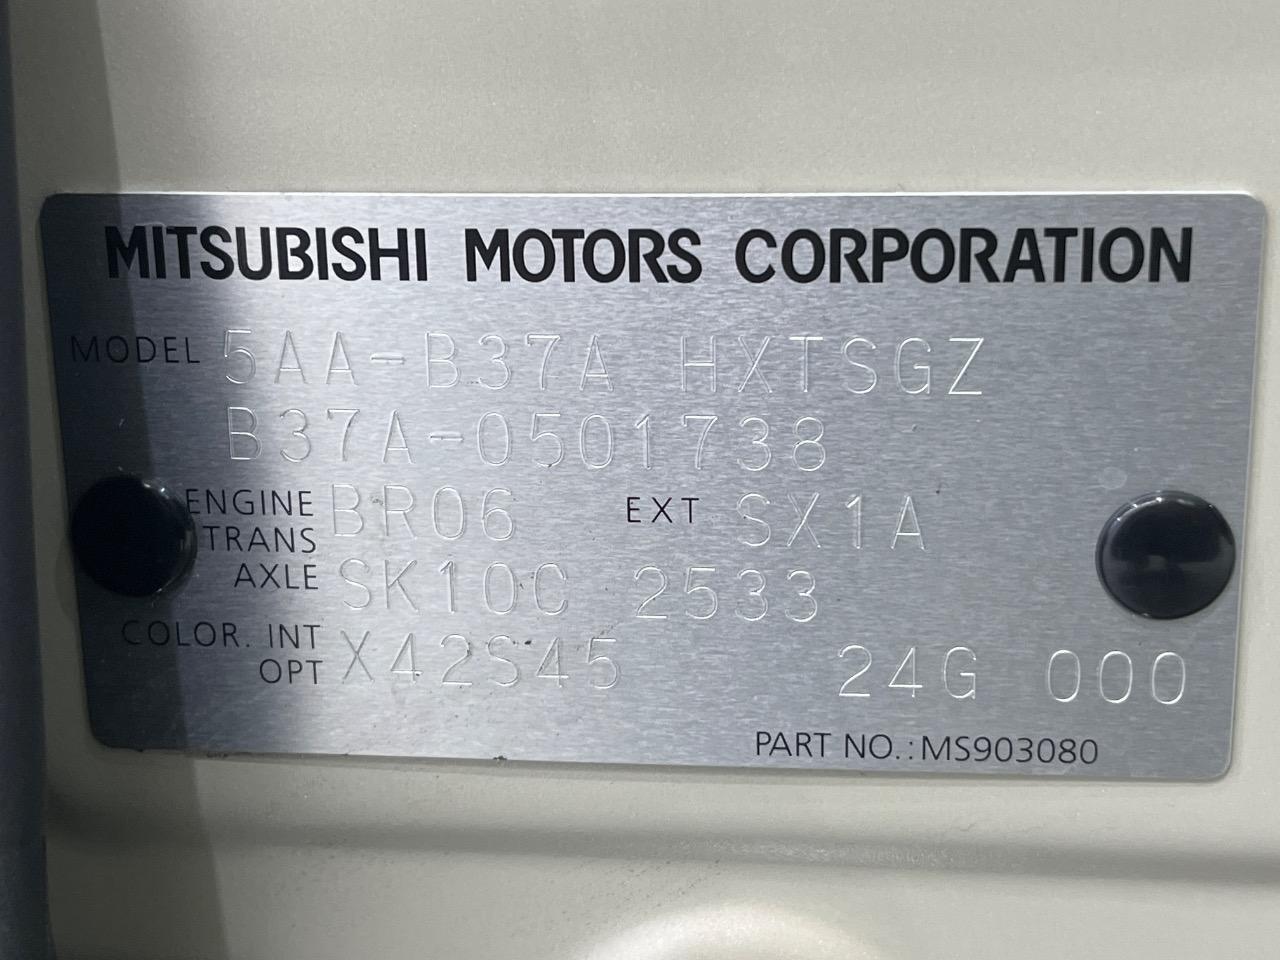 MITSUBISHI MOTORS CORPORATION
MODEL 5AA-B37A HXTSGZ
B37A-0501738
ENGINE BR06 EXT SX1A
TRANS
AXLE SK10C 2533
COLOR. INT
OPT X42S45 24G 000
PART NO.: MS903080